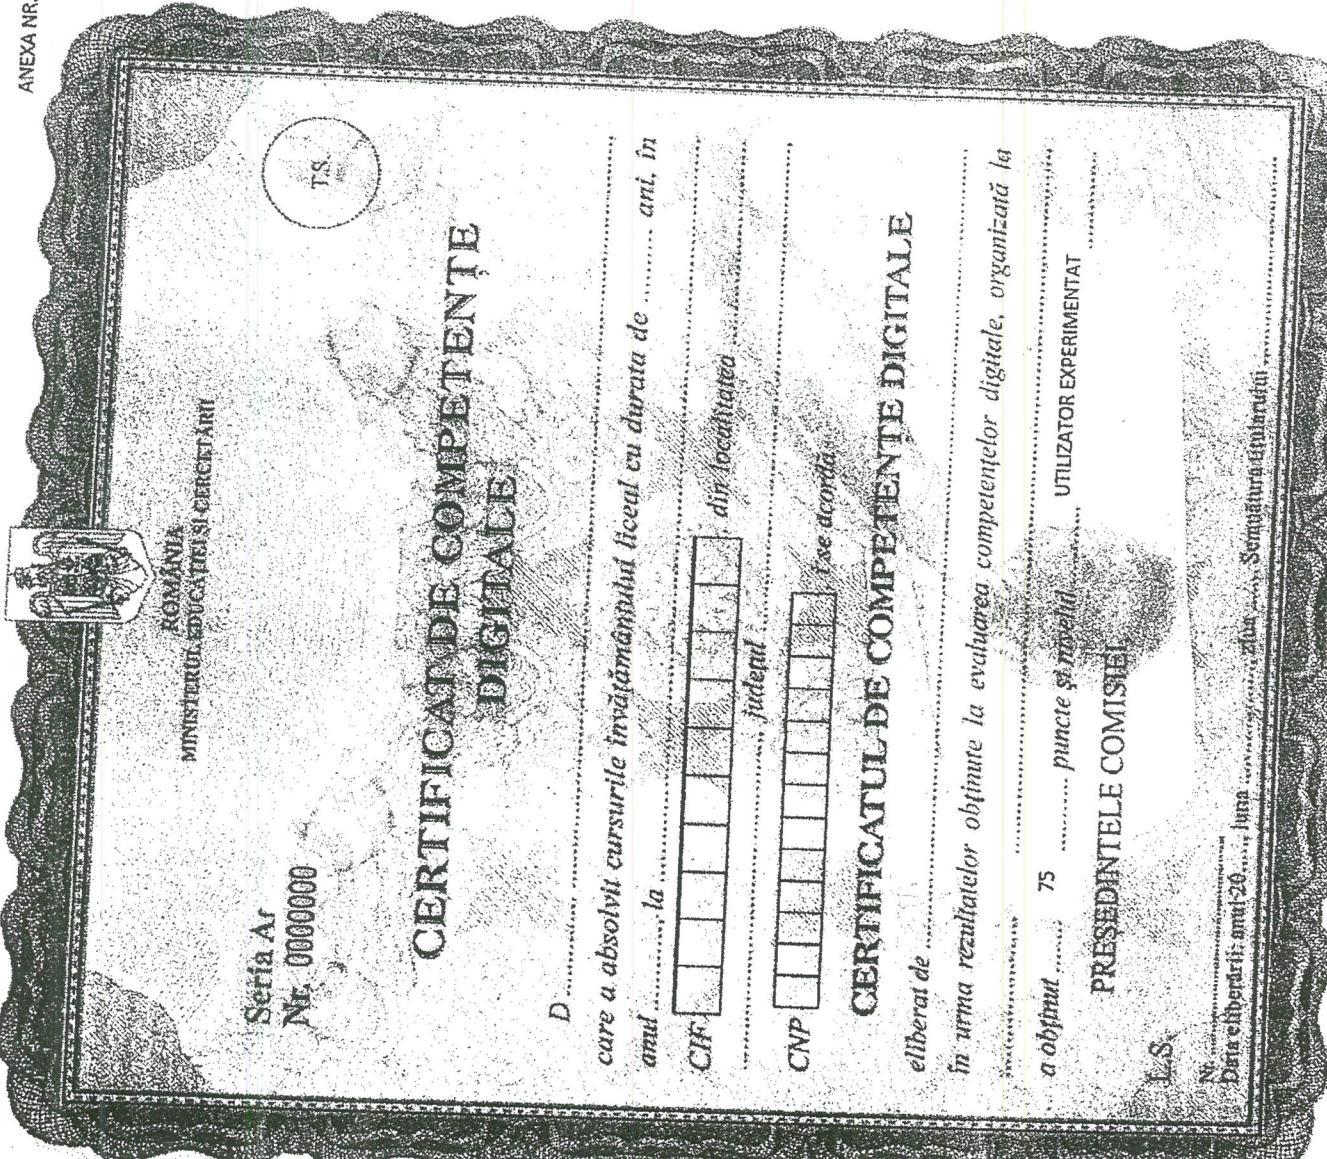 ANEXA NR.
ROMÂNIA
MINISTERUL EDUCAȚIEI ȘI CERCETĂRII
T.S.
Seria Ar
Nr. 0000000
CERTIFICAT DE COMPETENȚE
DIGITALE
D ........................................
care a absolvit cursurile învățământului liceal cu durata de ......... ani, în
anul ........., la ........................................
CIF din localitatea ....................
........................................, județul ....................
CNP i se acordă
CERTIFICATUL DE COMPETENȚE DIGITALE
eliberat de ........................................
în urma rezultatelor obținute la evaluarea competențelor digitale, organizată la
........................................
a obținut ....... 75 ......... puncte și nivelul .......... UTILIZATOR EXPERIMENTAT ..........
PREȘEDINTELE COMISIEI
L.S.
Nr. ....................
Data eliberării: anul 20...., luna ...................., ziua ........ Semnătura titularului ....................